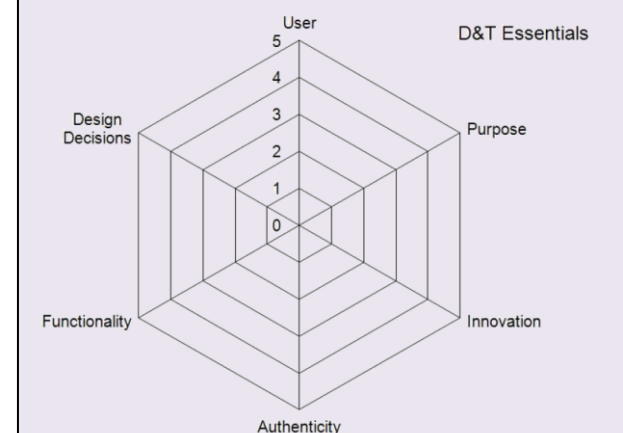 User
D&T Essentials
5
4
3
2
1
0
Design
Decisions
Purpose
Functionality
Innovation
Authenticity